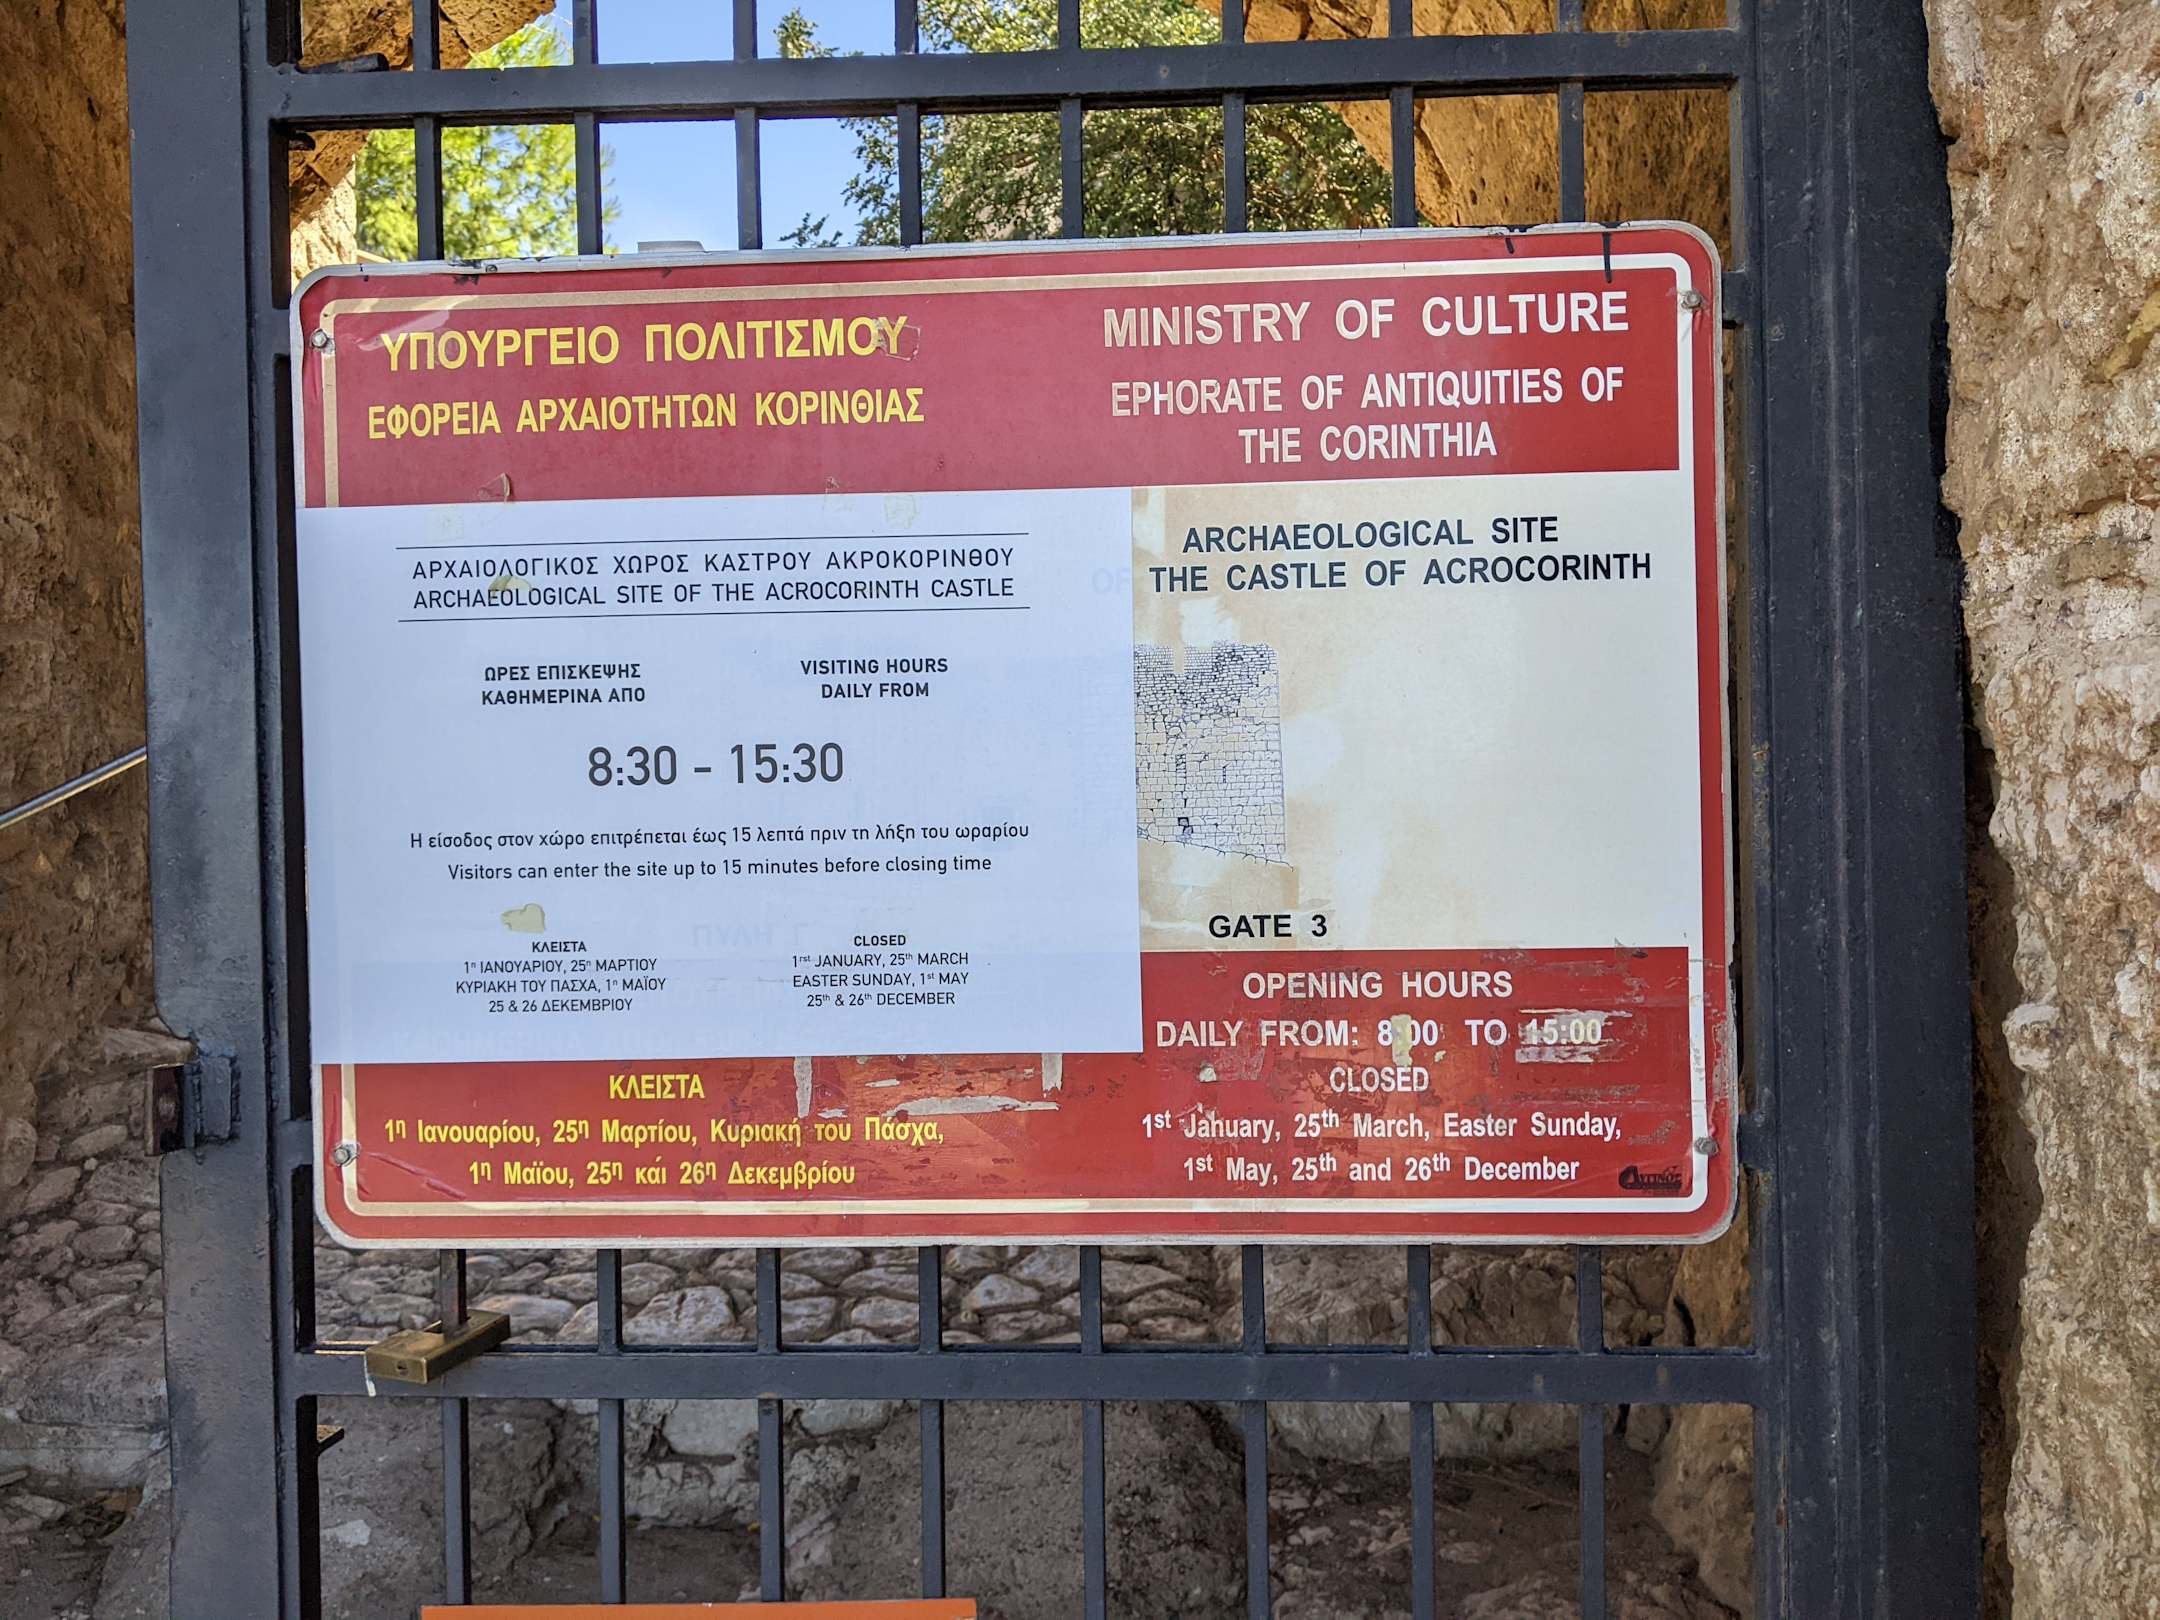 ΥΠΟΥΡΓΕΙΟ ΠΟΛΙΤΙΣΜΟΥ
ΕΦΟΡΕΙΑ ΑΡΧΑΙΟΤΗΤΩΝ ΚΟΡΙΝΘΙΑΣ
MINISTRY OF CULTURE
EPHORATE OF ANTIQUITIES OF
THE CORINTHIA
ΑΡΧΑΙΟΛΟΓΙΚΟΣ ΧΩΡΟΣ ΚΑΣΤΡΟΥ ΑΚΡΟΚΟΡΙΝΘΟΥ
ARCHAEOLOGICAL SITE OF THE ACROCORINTH CASTLE
ΩΡΕΣ ΕΠΙΣΚΕΨΗΣ
ΚΑΘΗΜΕΡΙΝΑ ΑΠΟ
VISITING HOURS
DAILY FROM
8:30 - 15:30
Η είσοδος στον χώρο επιτρέπεται έως 15 λεπτά πριν τη λήξη του ωραρίου
Visitors can enter the site up to 15 minutes before closing time
ΚΛΕΙΣΤΑ
1η ΙΑΝΟΥΑΡΙΟΥ, 25η ΜΑΡΤΙΟΥ
ΚΥΡΙΑΚΗ ΤΟΥ ΠΑΣΧΑ, 1η ΜΑΪΟΥ
25 & 26 ΔΕΚΕΜΒΡΙΟΥ
CLOSED
1rst JANUARY, 25th MARCH
EASTER SUNDAY, 1st MAY
25th & 26th DECEMBER
ARCHAEOLOGICAL SITE
THE CASTLE OF ACROCORINTH
GATE 3
OPENING HOURS
DAILY FROM: 8:00 TO 15:00
CLOSED
1st January, 25th March, Easter Sunday,
1st May, 25th and 26th December
ΚΛΕΙΣΤΑ
1η Ιανουαρίου, 25η Μαρτίου, Κυριακή του Πάσχα,
1η Μαϊου, 25η κάι 26η Δεκεμβρίου